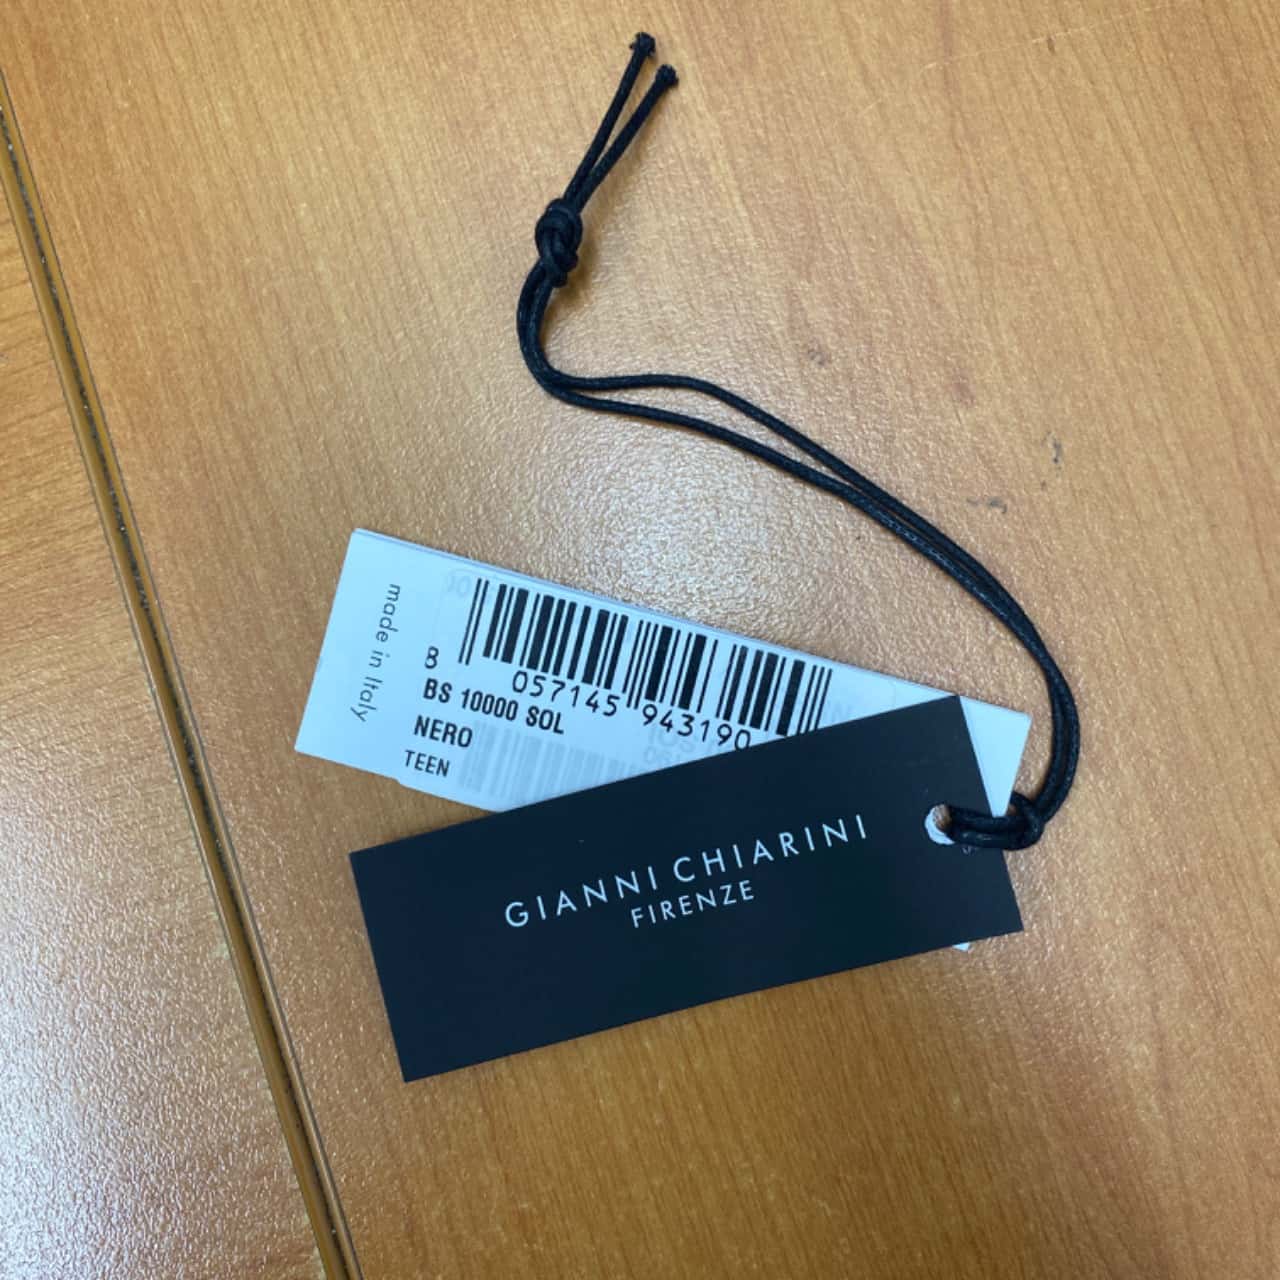 made in Italy
8 057145 943190
BS 10000 SOL
NERO
TEEN
GIANNI CHIARINI
FIRENZE